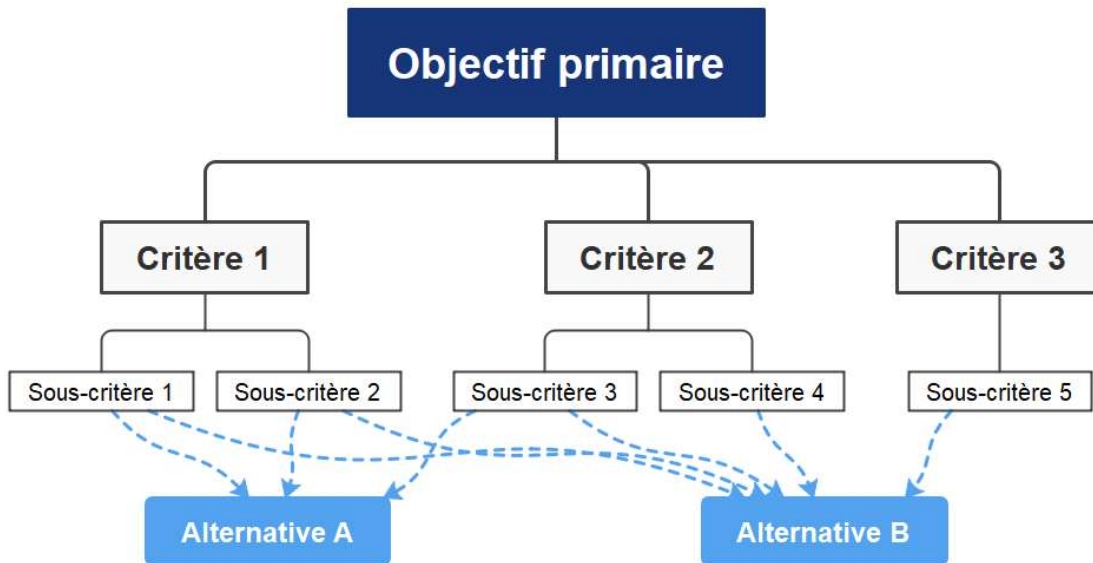 Objectif primaire
Critère 1
Critère 2
Critère 3
Sous-critère 1
Sous-critère 2
Sous-critère 3
Sous-critère 4
Sous-critère 5
Alternative A
Alternative B